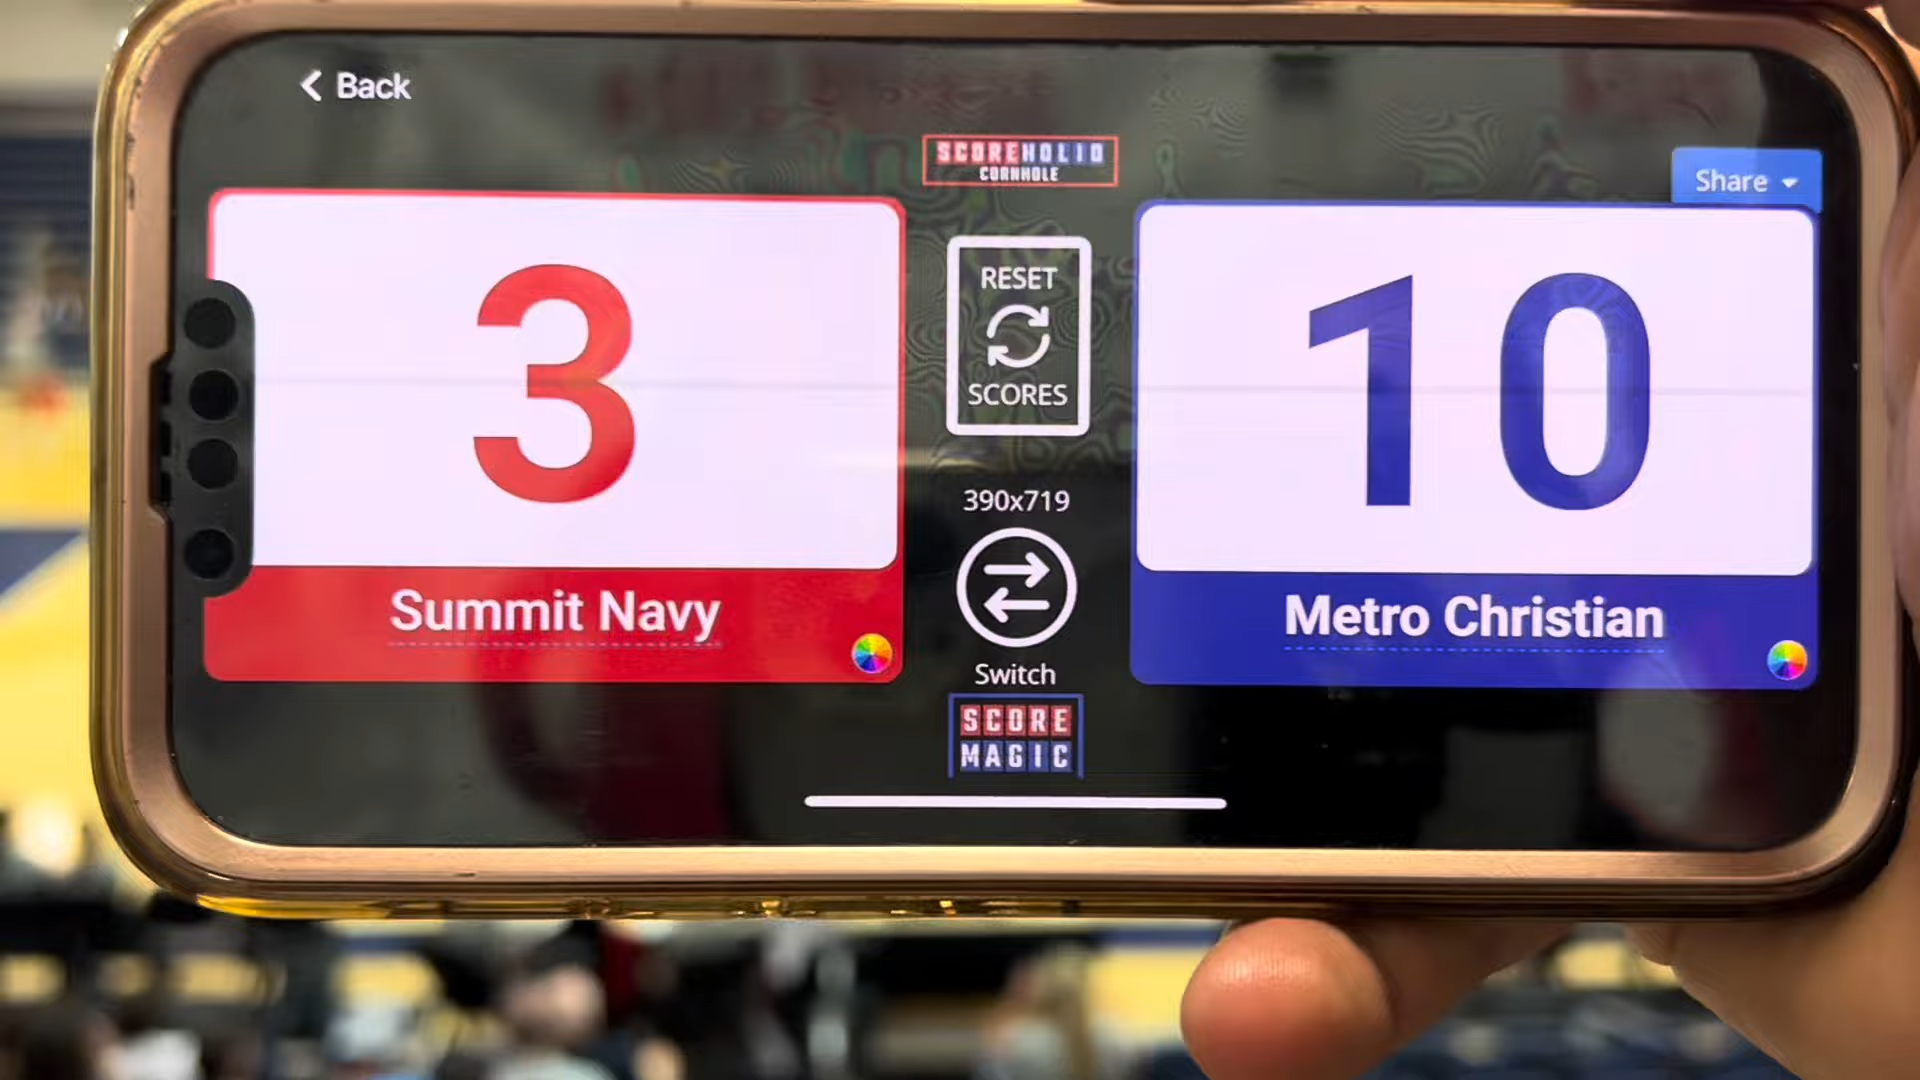 Back
SCOREHOLIO
CORNHOLE
Share
3
RESET
SCORES
10
390x719
Summit Navy
Switch
Metro Christian
SCORE
MAGIC